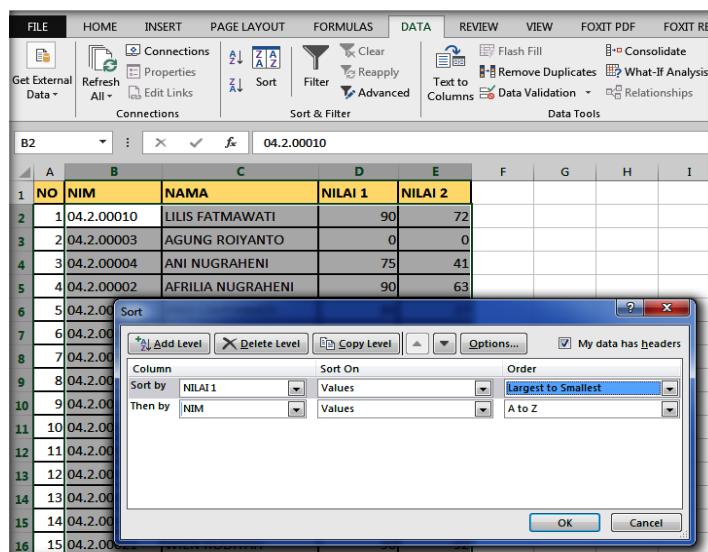 FILE HOME INSERT PAGE LAYOUT FORMULAS DATA REVIEW VIEW FOXIT PDF FOXIT RE
Get External Data
Refresh All
Connections
Properties
Edit Links
Connections
Sort
Filter
Clear
Reapply
Advanced
Sort & Filter
Text to Columns
Flash Fill
Remove Duplicates
Data Validation
Consolidate
What-If Analysis
Relationships
Data Tools
B2 fx 04.2.00010
A B C D E F G H I
1 NO NIM NAMA NILAI 1 NILAI 2
2 1 04.2.00010 LILIS FATMAWATI 90 72
3 2 04.2.00003 AGUNG ROIYANTO 0 0
4 3 04.2.00004 ANI NUGRAHENI 75 41
5 4 04.2.00002 AFRILIA NUGRAHENI 90 63
6 5 04.2.00
7 6 04.2.00
8 7 04.2.00
9 8 04.2.00
10 9 04.2.00
11 10 04.2.00
12 11 04.2.00
13 12 04.2.00
14 13 04.2.00
15 14 04.2.00
16 15
Sort
Add Level Delete Level Copy Level Options... My data has headers
Column Sort On Order
Sort by NILAI 1 Values Largest to Smallest
Then by NIM Values A to Z
OK Cancel